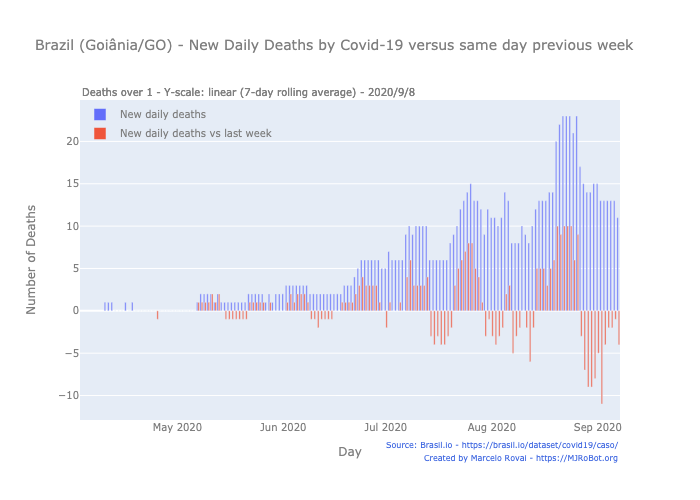 Brazil (Goiânia/GO) - New Daily Deaths by Covid-19 versus same day previous week
Deaths over 1 - Y-scale: linear (7-day rolling average) - 2020/9/8
New daily deaths
New daily deaths vs last week
20
15
10
5
0
−5
−10
Number of Deaths
May 2020
Jun 2020
Jul 2020
Aug 2020
Sep 2020
Day
Source: Brasil.io - https://brasil.io/dataset/covid19/caso/
Created by Marcelo Rovai - https://MJRoBot.org